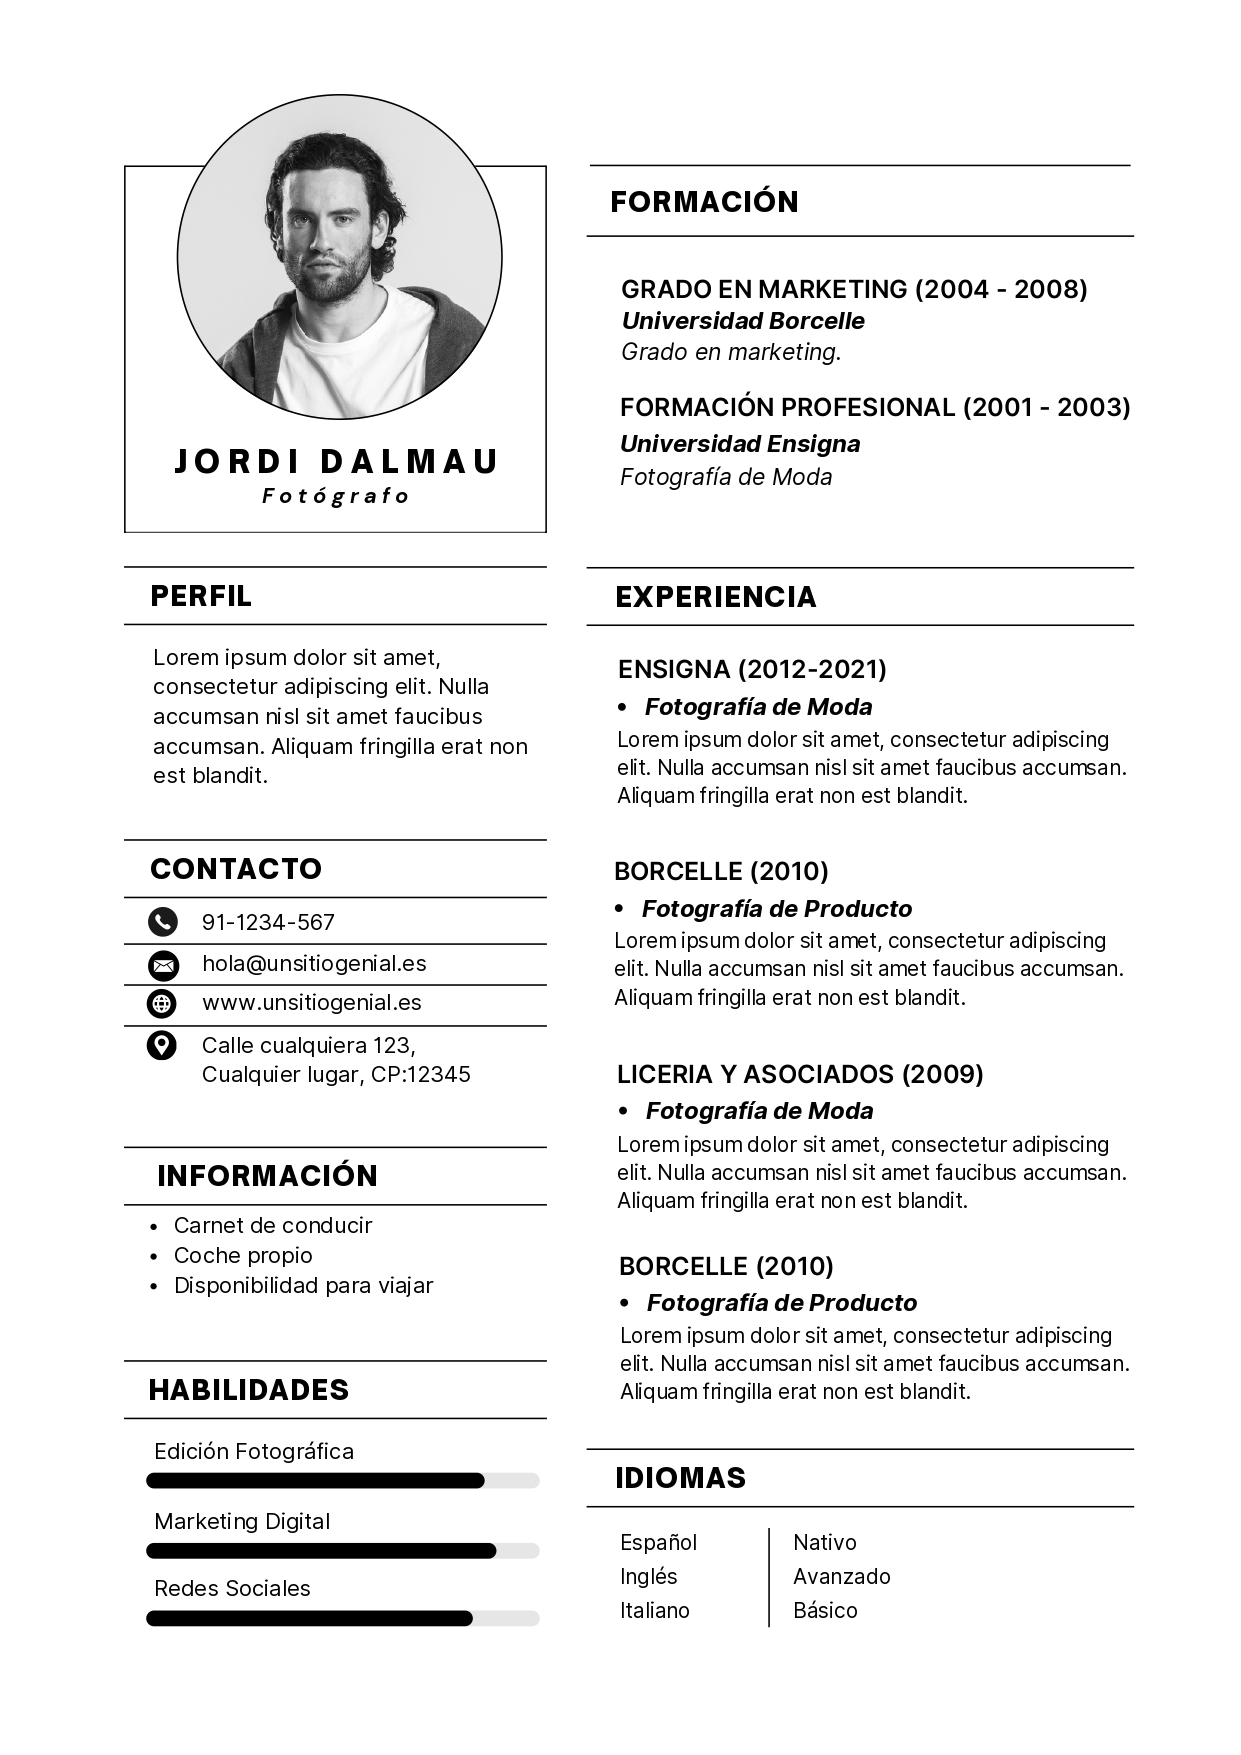 JORDI DALMAU
Fotógrafo
PERFIL
Lorem ipsum dolor sit amet,
consectetur adipiscing elit. Nulla
accumsan nisl sit amet faucibus
accumsan. Aliquam fringilla erat non
est blandit.
CONTACTO
91-1234-567
hola@unsitiogenial.es
www.unsitiogenial.es
Calle cualquiera 123,
Cualquier lugar, CP:12345
INFORMACIÓN
• Carnet de conducir
• Coche propio
• Disponibilidad para viajar
HABILIDADES
Edición Fotográfica
Marketing Digital
Redes Sociales
FORMACIÓN
GRADO EN MARKETING (2004 - 2008)
Universidad Borcelle
Grado en marketing.
FORMACIÓN PROFESIONAL (2001 - 2003)
Universidad Ensigna
Fotografía de Moda
EXPERIENCIA
ENSIGNA (2012-2021)
• Fotografía de Moda
Lorem ipsum dolor sit amet, consectetur adipiscing
elit. Nulla accumsan nisl sit amet faucibus accumsan.
Aliquam fringilla erat non est blandit.
BORCELLE (2010)
• Fotografía de Producto
Lorem ipsum dolor sit amet, consectetur adipiscing
elit. Nulla accumsan nisl sit amet faucibus accumsan.
Aliquam fringilla erat non est blandit.
LICERIA Y ASOCIADOS (2009)
• Fotografía de Moda
Lorem ipsum dolor sit amet, consectetur adipiscing
elit. Nulla accumsan nisl sit amet faucibus accumsan.
Aliquam fringilla erat non est blandit.
BORCELLE (2010)
• Fotografía de Producto
Lorem ipsum dolor sit amet, consectetur adipiscing
elit. Nulla accumsan nisl sit amet faucibus accumsan.
Aliquam fringilla erat non est blandit.
IDIOMAS
Español Nativo
Inglés Avanzado
Italiano Básico